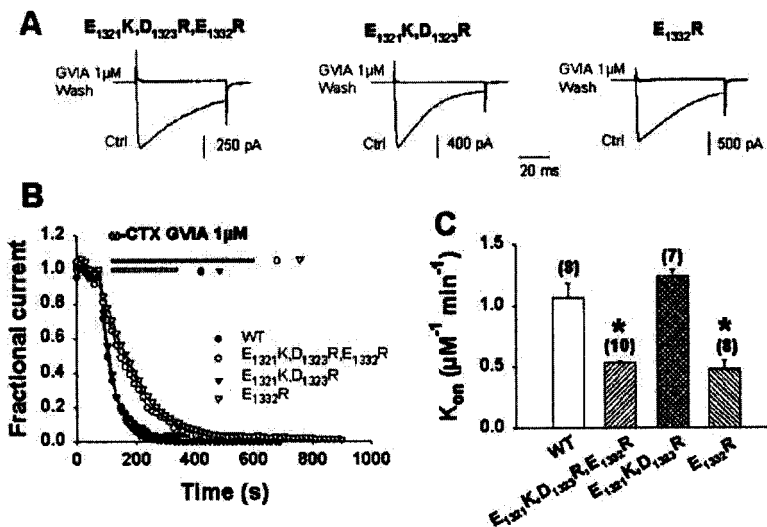 A
E1321K,D1323R,E1332R
E1321K,D1323R
E1332R
GVIA 1µM
Wash
Ctrl
250 pA
GVIA 1µM
Wash
Ctrl
400 pA
20 ms
GVIA 1µM
Wash
Ctrl
500 pA
B
Fractional current
1.2
1.0
0.8
0.6
0.4
0.2
0.0
ω-CTX GVIA 1µM
WT
E1321K,D1323R,E1332R
E1321K,D1323R
E1332R
0
200
400
600
800
1000
Time (s)
C
Kon (µM-1 min-1)
1.5
1.0
0.5
0.0
(8)
*
(10)
(7)
*
(8)
WT
E1321K,D1323R,E1332R
E1321K,D1323R
E1332R